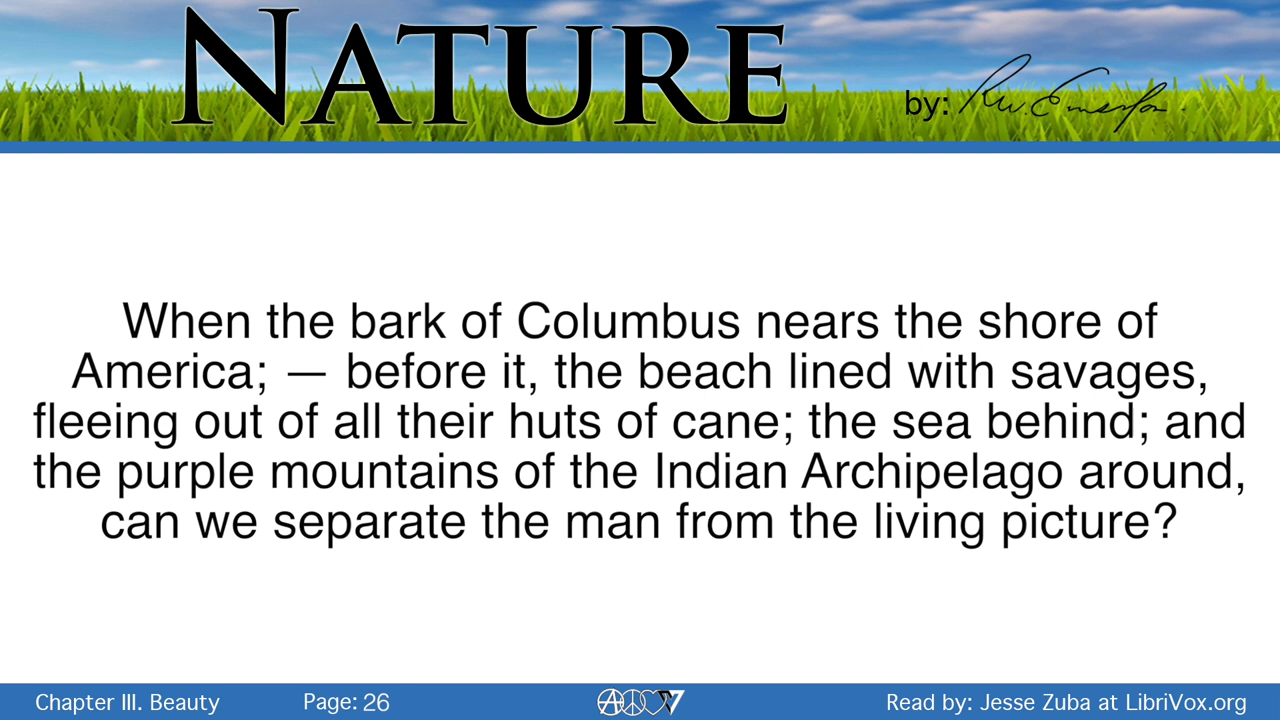 NATURE
by: R.W. Emerson.
When the bark of Columbus nears the shore of
America; — before it, the beach lined with savages,
fleeing out of all their huts of cane; the sea behind; and
the purple mountains of the Indian Archipelago around,
can we separate the man from the living picture?
Chapter III. Beauty
Page: 26
Read by: Jesse Zuba at LibriVox.org